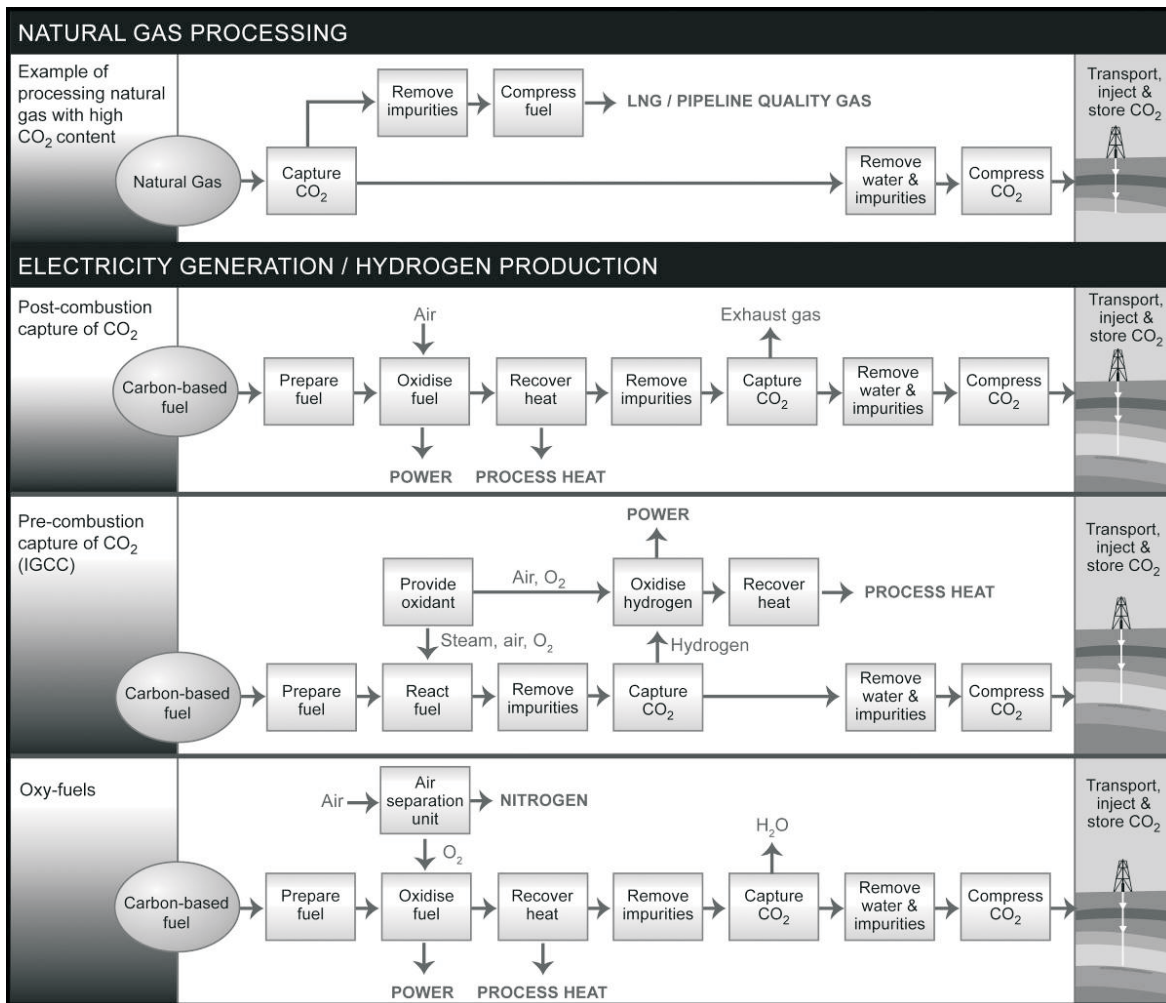 NATURAL GAS PROCESSING
Example of
processing natural
gas with high
CO₂ content
Natural Gas
Capture
CO₂
Remove
impurities
Compress
fuel
LNG / PIPELINE QUALITY GAS
Remove
water &
impurities
Compress
CO₂
Transport,
inject &
store CO₂
ELECTRICITY GENERATION / HYDROGEN PRODUCTION
Post-combustion
capture of CO₂
Carbon-based
fuel
Prepare
fuel
Air
Oxidise
fuel
POWER
Recover
heat
PROCESS HEAT
Remove
impurities
Exhaust gas
Capture
CO₂
Remove
water &
impurities
Compress
CO₂
Transport,
inject &
store CO₂
Pre-combustion
capture of CO₂
(IGCC)
Carbon-based
fuel
Prepare
fuel
Provide
oxidant
Air, O₂
Steam, air, O₂
React
fuel
Remove
impurities
POWER
Oxidise
hydrogen
Hydrogen
Capture
CO₂
Recover
heat
PROCESS HEAT
Remove
water &
impurities
Compress
CO₂
Transport,
inject &
store CO₂
Oxy-fuels
Carbon-based
fuel
Prepare
fuel
Air
Air
separation
unit
NITROGEN
O₂
Oxidise
fuel
POWER
Recover
heat
PROCESS HEAT
Remove
impurities
H₂O
Capture
CO₂
Remove
water &
impurities
Compress
CO₂
Transport,
inject &
store CO₂